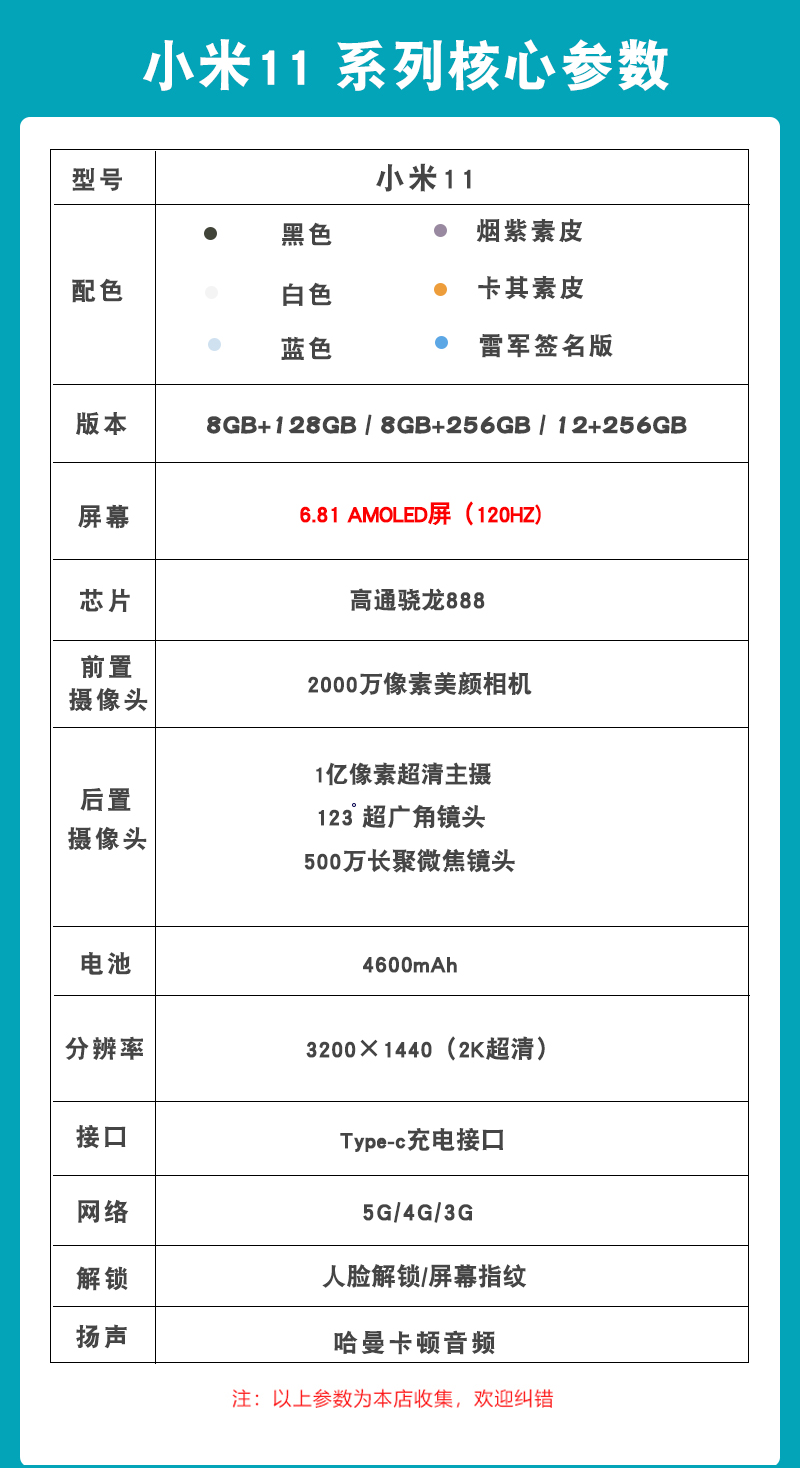 小米11 系列核心参数
型号
小米11
配色
黑色
烟紫素皮
白色
卡其素皮
蓝色
雷军签名版
版本
8GB+128GB / 8GB+256GB / 12+256GB
屏幕
6.81 AMOLED屏（120HZ)
芯片
高通骁龙888
前置
摄像头
2000万像素美颜相机
后置
摄像头
1亿像素超清主摄
123°超广角镜头
500万长聚微焦镜头
电池
4600mAh
分辨率
3200×1440（2K超清）
接口
Type-c充电接口
网络
5G/4G/3G
解锁
人脸解锁/屏幕指纹
扬声
哈曼卡顿音频
注：以上参数为本店收集，欢迎纠错